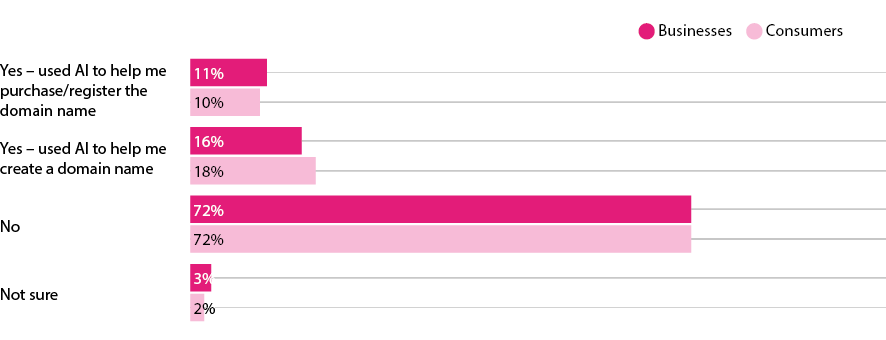 Businesses Consumers
Yes – used AI to help me
purchase/register the
domain name
11%
10%
Yes – used AI to help me
create a domain name
16%
18%
No
72%
72%
Not sure
3%
2%